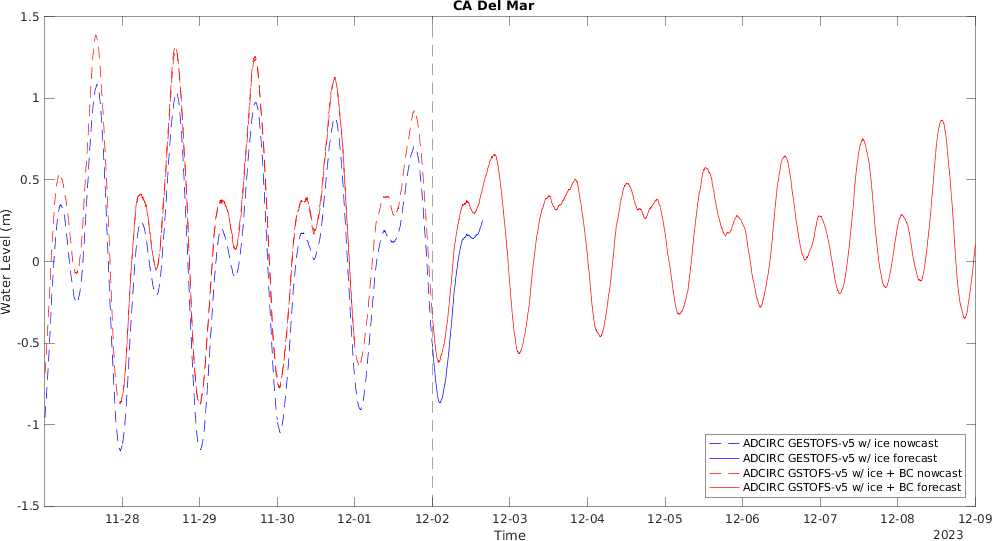 CA Del Mar
1.5
1
0.5
0
-0.5
-1
-1.5
Water Level (m)
11-28 11-29 11-30 12-01 12-02 12-03 12-04 12-05 12-06 12-07 12-08 12-09
Time
2023
ADCIRC GESTOFS-v5 w/ ice nowcast
ADCIRC GESTOFS-v5 w/ ice forecast
ADCIRC GSTOFS-v5 w/ ice + BC nowcast
ADCIRC GSTOFS-v5 w/ ice + BC forecast